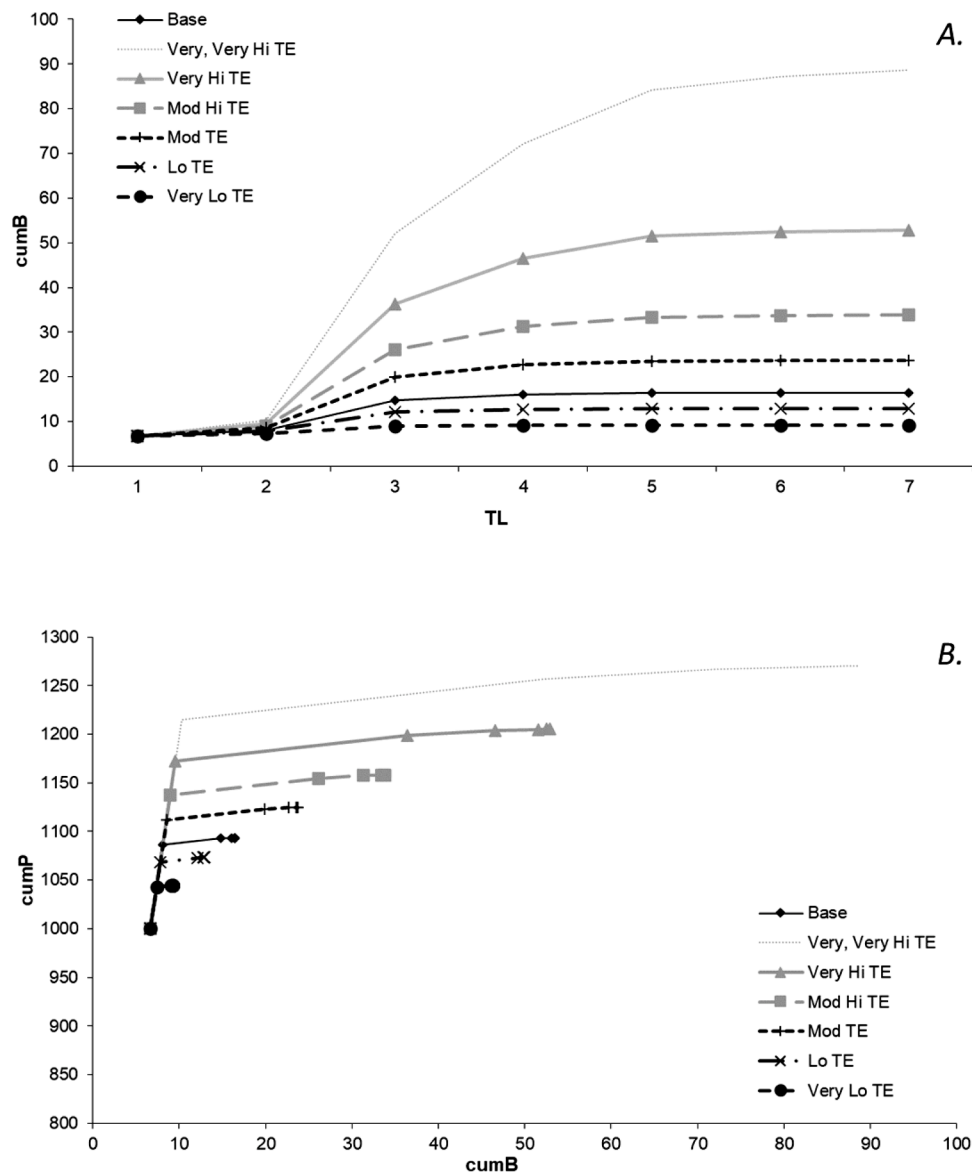 A.
Base
Very, Very Hi TE
Very Hi TE
Mod Hi TE
Mod TE
Lo TE
Very Lo TE
100
90
80
70
60
50
40
30
20
10
0
cumB
1 2 3 4 5 6 7
TL
B.
1300
1250
1200
1150
1100
1050
1000
950
900
850
800
cumP
Base
Very, Very Hi TE
Very Hi TE
Mod Hi TE
Mod TE
Lo TE
Very Lo TE
0 10 20 30 40 50 60 70 80 90 100
cumB